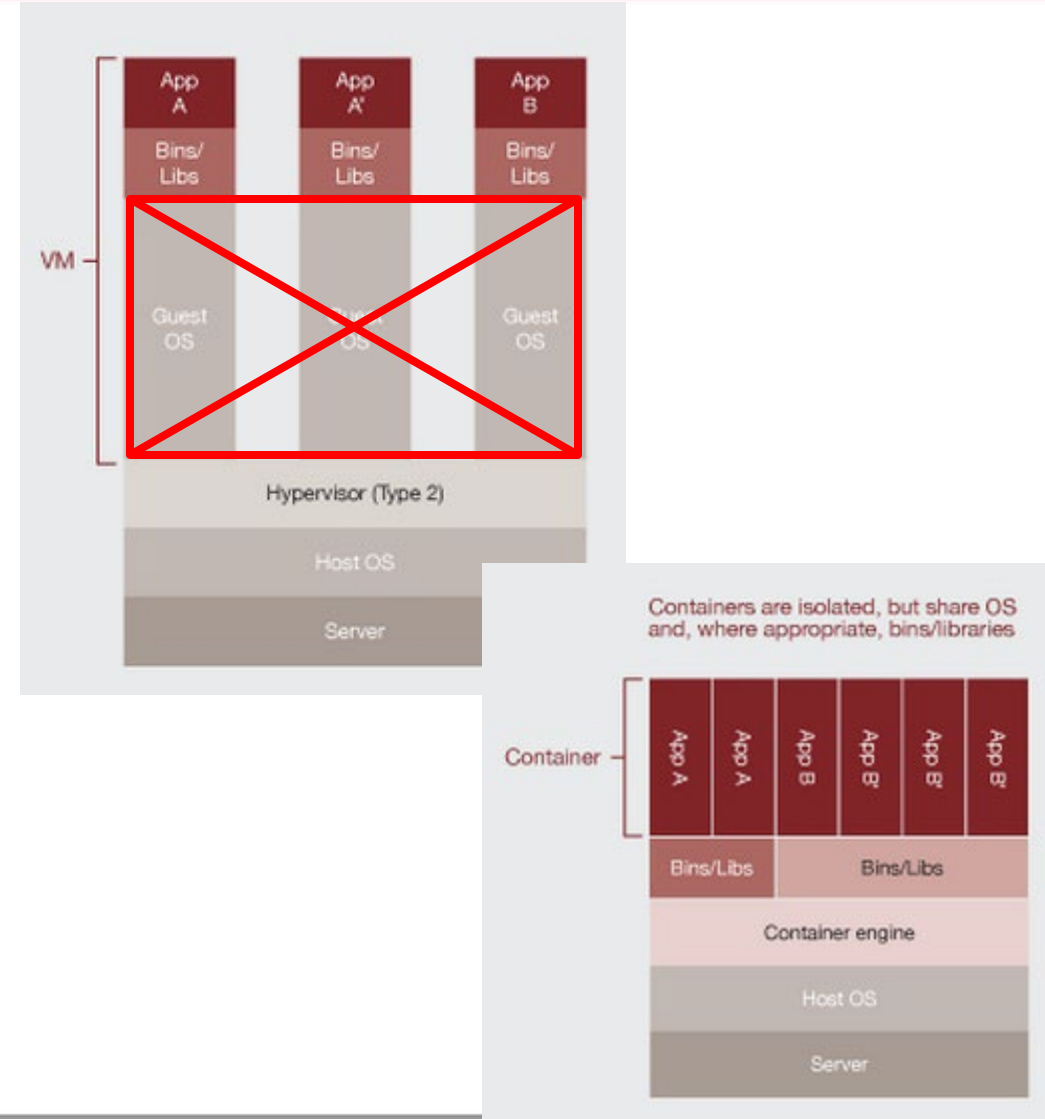 App
A
App
A'
App
B
Bins/
Libs
Bins/
Libs
Bins/
Libs
VM
Guest
OS
Guest
OS
Guest
OS
Hypervisor (Type 2)
Host OS
Server
Containers are isolated, but share OS
and, where appropriate, bins/libraries
Container
App A
App A
App B
App B'
App B'
App B'
Bins/Libs
Bins/Libs
Container engine
Host OS
Server